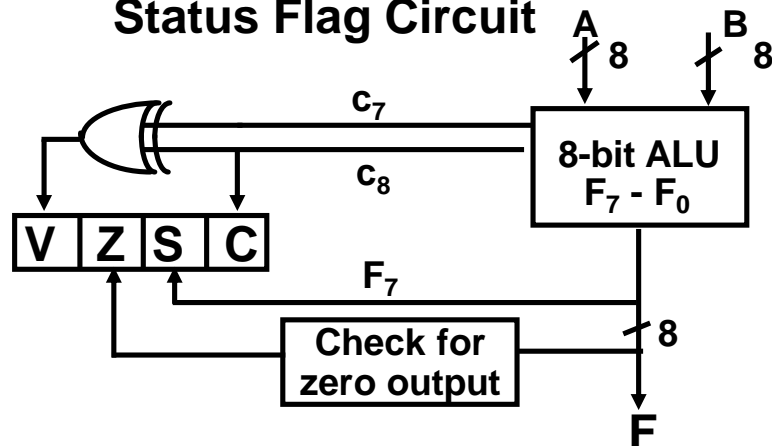 Status Flag Circuit
A
B
8
8
c₇
8-bit ALU
F₇ - F₀
c₈
V Z S C
F₇
8
Check for
zero output
F